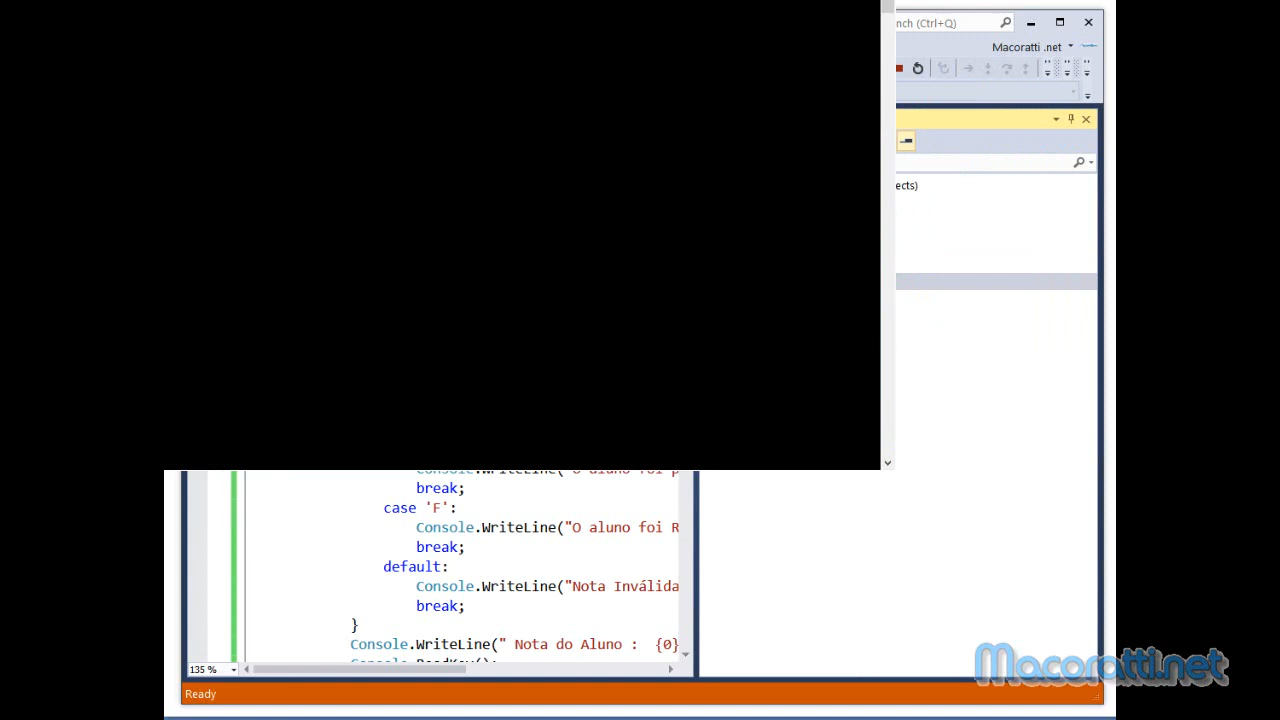 nch (Ctrl+Q)
Macoratti .net
ects)
break;
case 'F':
Console.WriteLine("O aluno foi R
break;
default:
Console.WriteLine("Nota Inválida
break;
}
Console.WriteLine(" Nota do Aluno : {0}
135 %
Ready
Macoratti.net